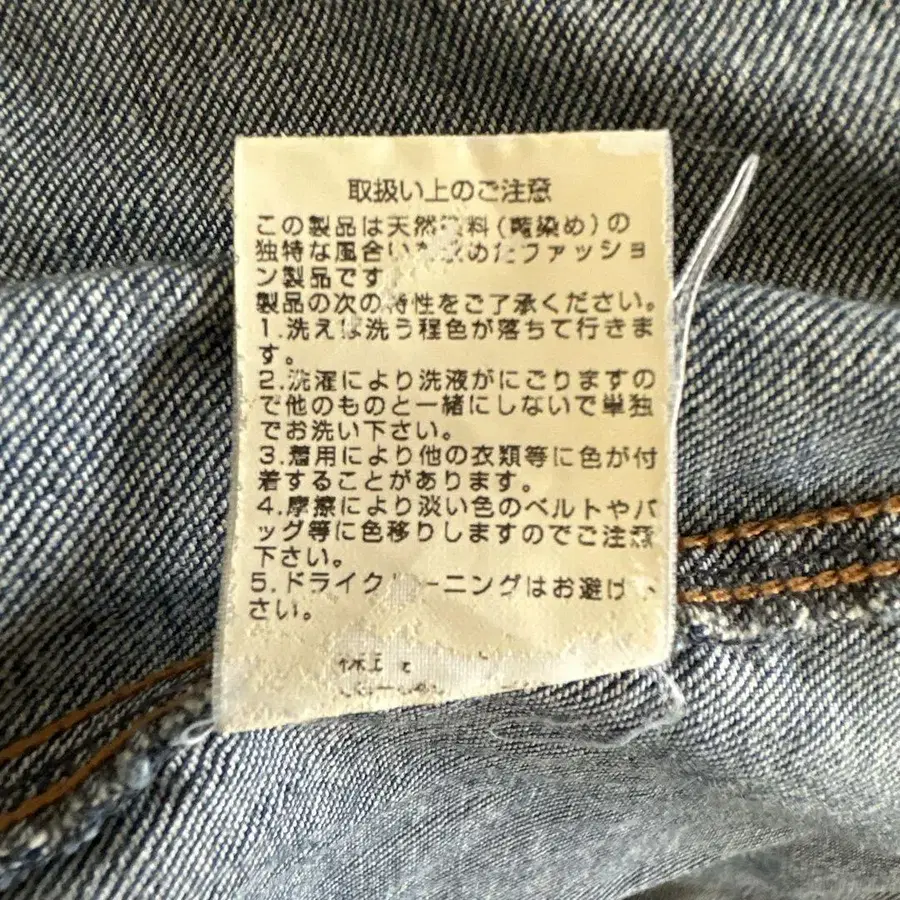 取扱い上のご注意
この製品は天然染料(藍染め)の
独特な風合いを求めたファッショ
ン製品です
製品の次の特性をご了承ください。
1.洗えば洗う程色が落ちて行きま
す。
2.洗濯により洗液がにごりますの
で他のものと一緒にしないで単独
でお洗い下さい。
3.着用により他の衣類等に色が付
着することがあります。
4.摩擦により淡い色のベルトやバ
ッグ等に色移りしますのでご注意
下さい。
5.ドライクリーニングはお避け下
さい。